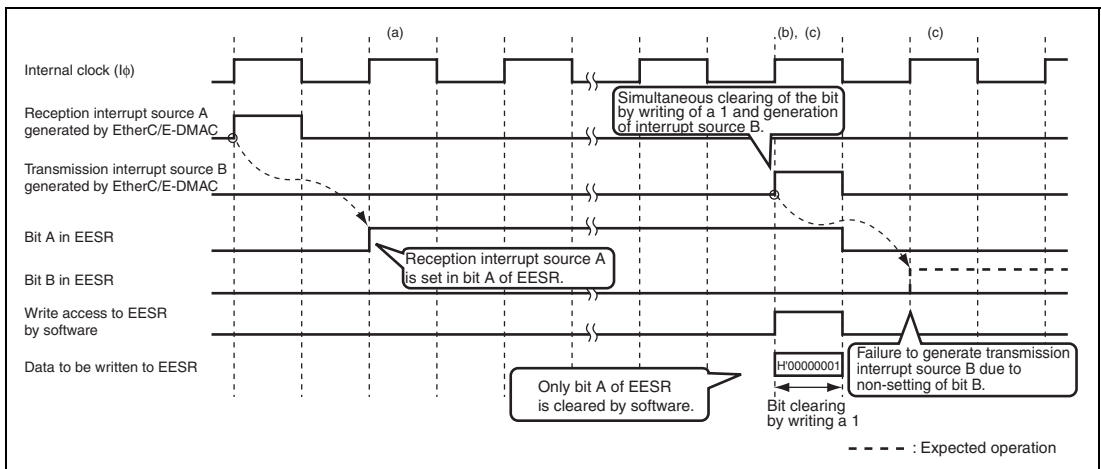 (a)
(b), (c)
(c)
Internal clock (Iϕ)
Reception interrupt source A
generated by EtherC/E-DMAC
Simultaneous clearing of the bit
by writing of a 1 and generation
of interrupt source B.
Transmission interrupt source B
generated by EtherC/E-DMAC
Bit A in EESR
Reception interrupt source A
is set in bit A of EESR.
Bit B in EESR
Write access to EESR
by software
Data to be written to EESR
Only bit A of EESR
is cleared by software.
H'00000001
Bit clearing
by writing a 1
Failure to generate transmission
interrupt source B due to
non-setting of bit B.
: Expected operation